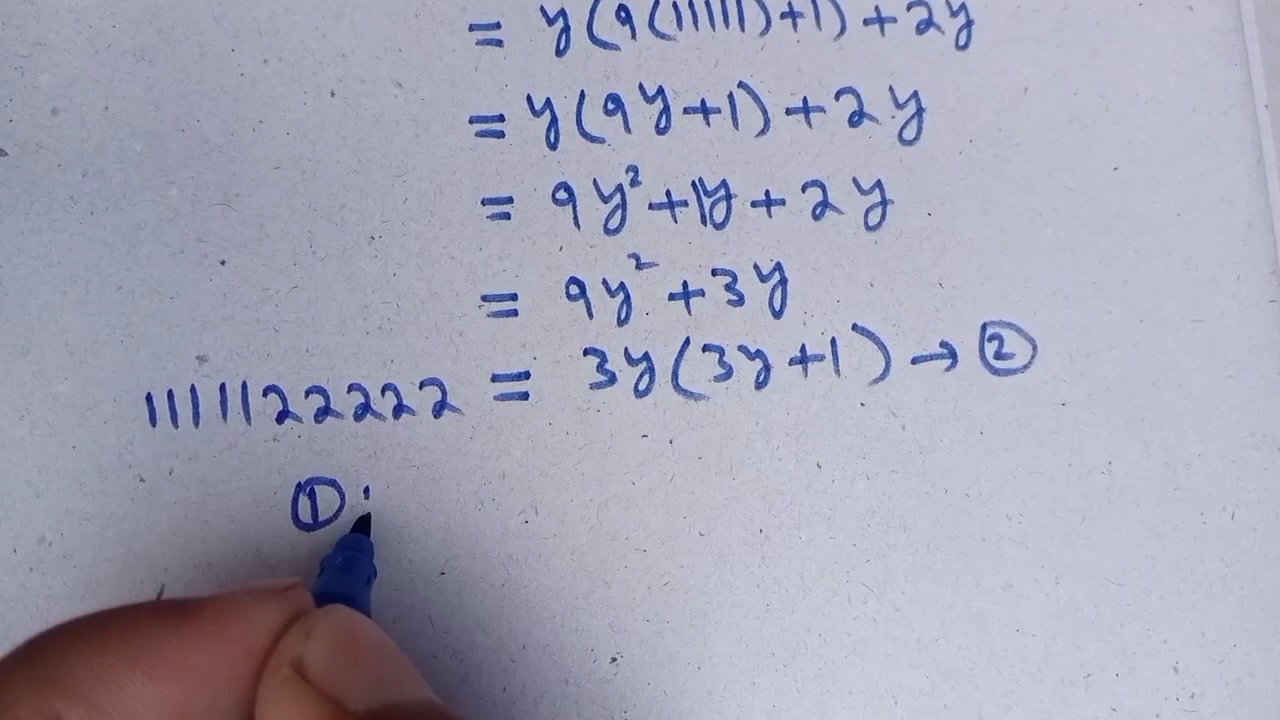 = y(9(11111)+1)+2y
= y(9y+1)+2y
= 9y²+1y+2y
= 9y²+3y
1111122222 = 3y(3y+1)→②
①: